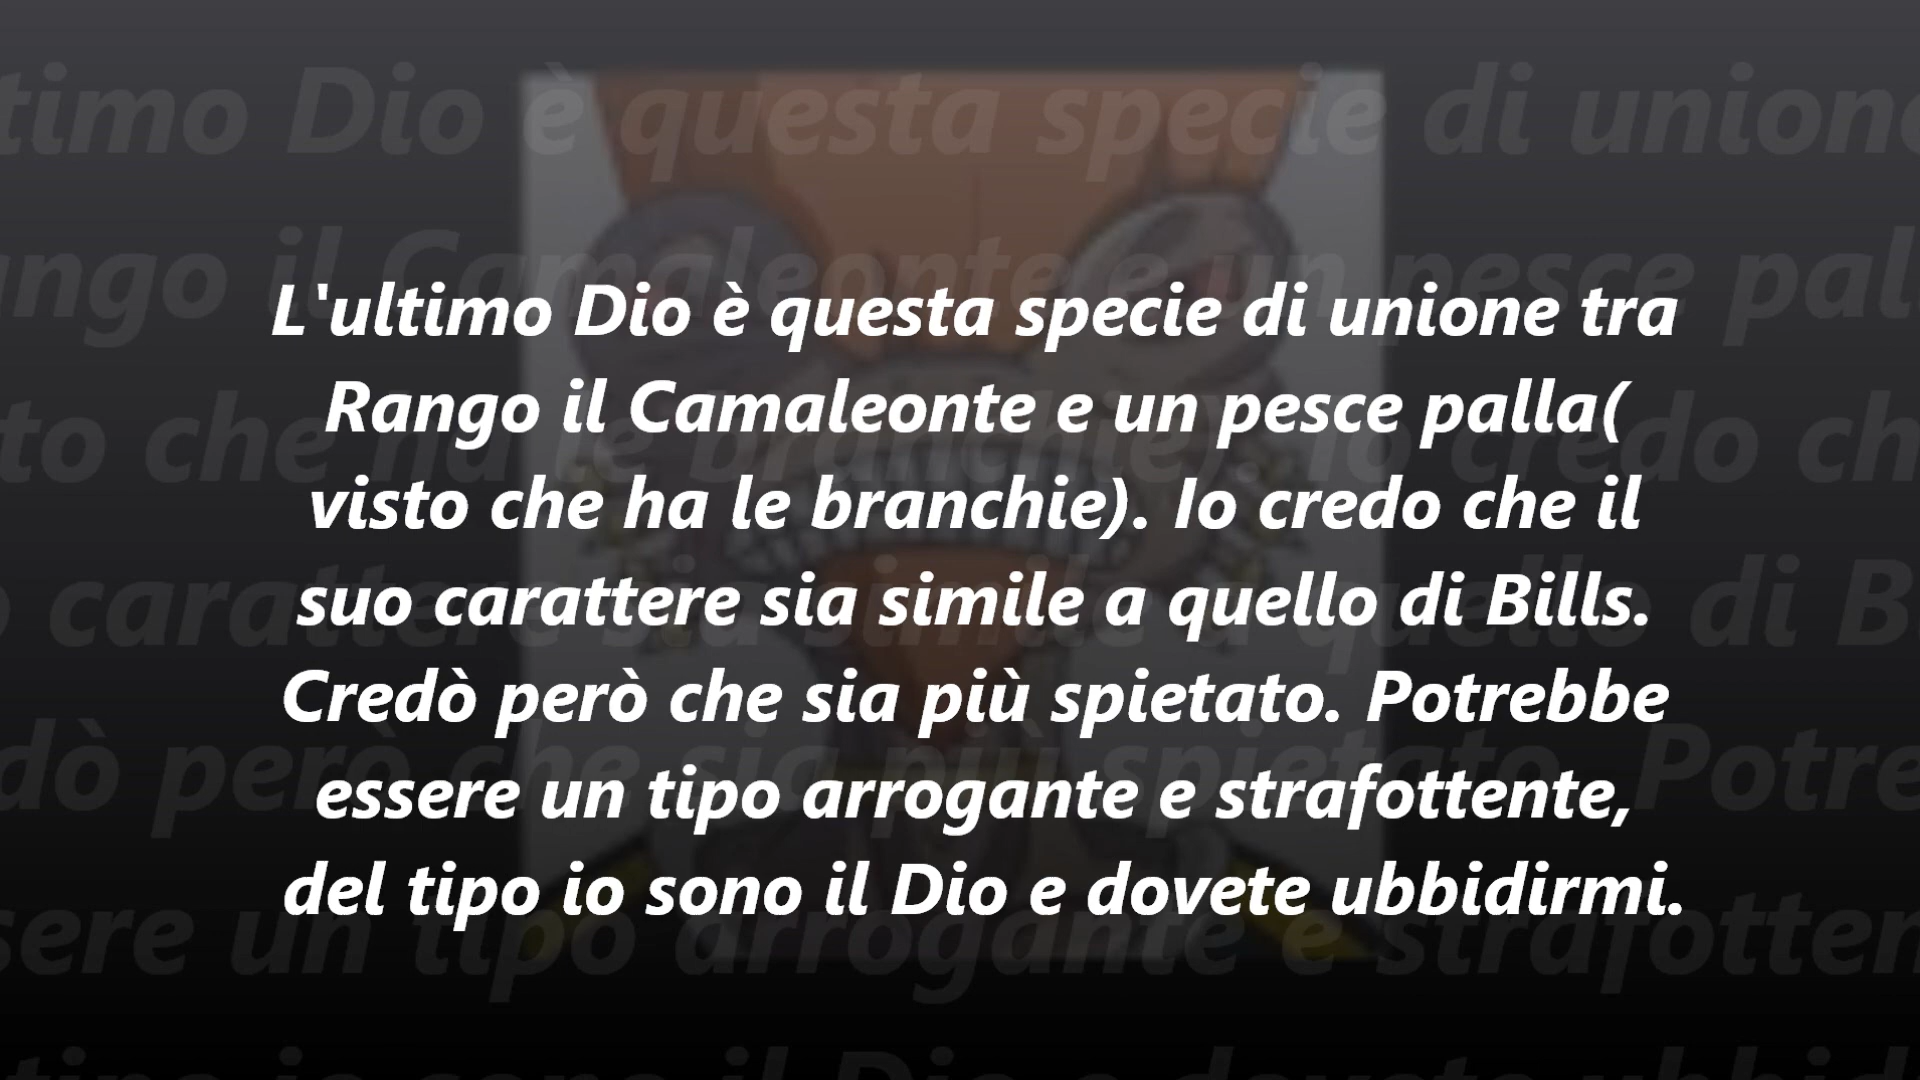 L'ultimo Dio è questa specie di unione tra
Rango il Camaleonte e un pesce palla(
visto che ha le branchie). Io credo che il
suo carattere sia simile a quello di Bills.
Credò però che sia più spietato. Potrebbe
essere un tipo arrogante e strafottente,
del tipo io sono il Dio e dovete ubbidirmi.